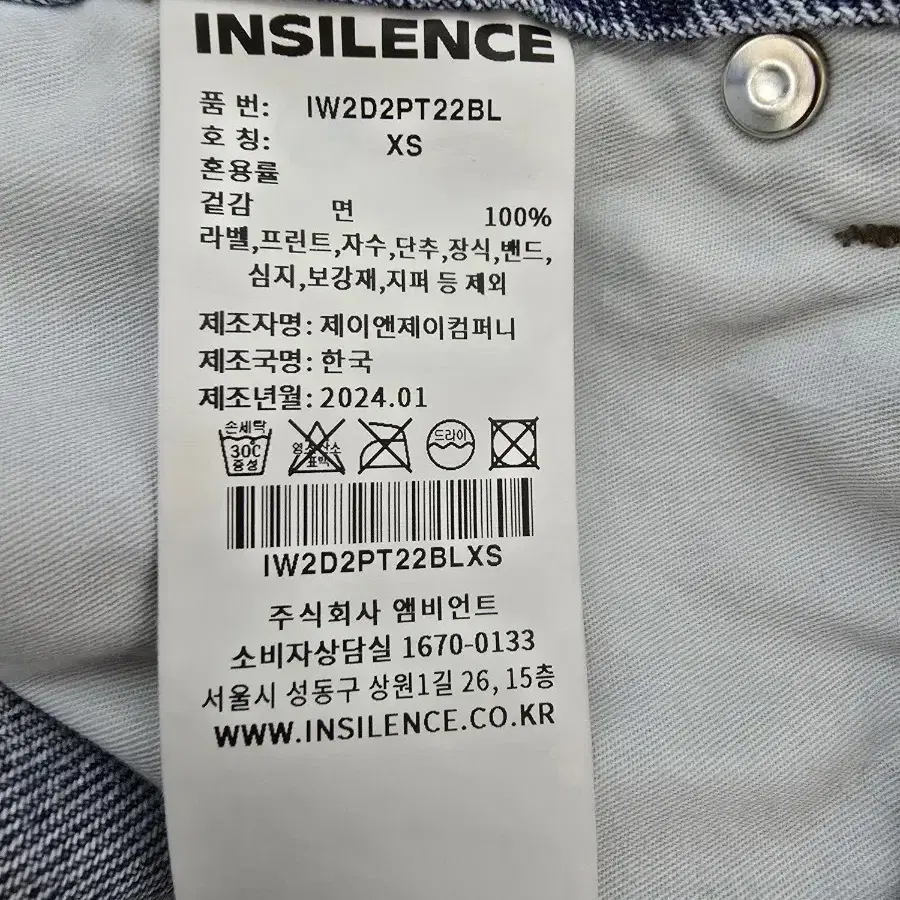 INSILENCE
품 번: IW2D2PT22BL
호 칭: XS
혼용률
겉감 면 100%
라벨,프린트,자수,단추,장식,밴드,
심지,보강재,지퍼 등 제외
제조자명: 제이앤제이컴퍼니
제조국명: 한국
제조년월: 2024.01
손세탁
30C
중성
표백
드라이
IW2D2PT22BLXS
주식회사 앰비언트
소비자상담실 1670-0133
서울시 성동구 상원1길 26, 15층
WWW.INSILENCE.CO.KR